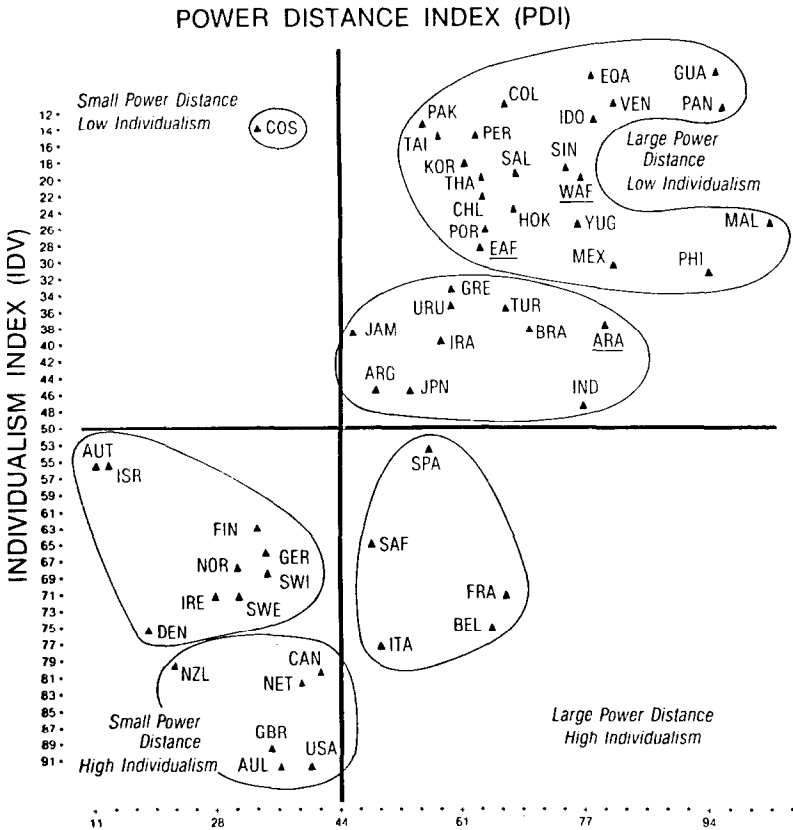 POWER DISTANCE INDEX (PDI)
INDIVIDUALISM INDEX (IDV)
Small Power Distance
Low Individualism
COS
EQA
GUA
COL
PAK
VEN
PAN
IDO
TAI
PER
Large Power
Distance
Low Individualism
KOR
SAL
SIN
THA
WAF
CHL
HOK
YUG
MAL
POR
EAF
MEX
PHI
GRE
URU
TUR
JAM
IRA
BRA
ARA
ARG
JPN
IND
AUT
ISR
SPA
FIN
GER
SAF
NOR
SWI
IRE
SWE
FRA
DEN
BEL
ITA
CAN
NZL
NET
Small Power
Distance
High Individualism
GBR
USA
AUL
Large Power Distance
High Individualism
12
14
16
18
20
22
24
26
28
30
32
34
36
38
40
42
44
46
48
50
53
55
57
59
61
63
65
67
69
71
73
75
77
79
81
83
85
87
89
91
11 28 44 61 77 94